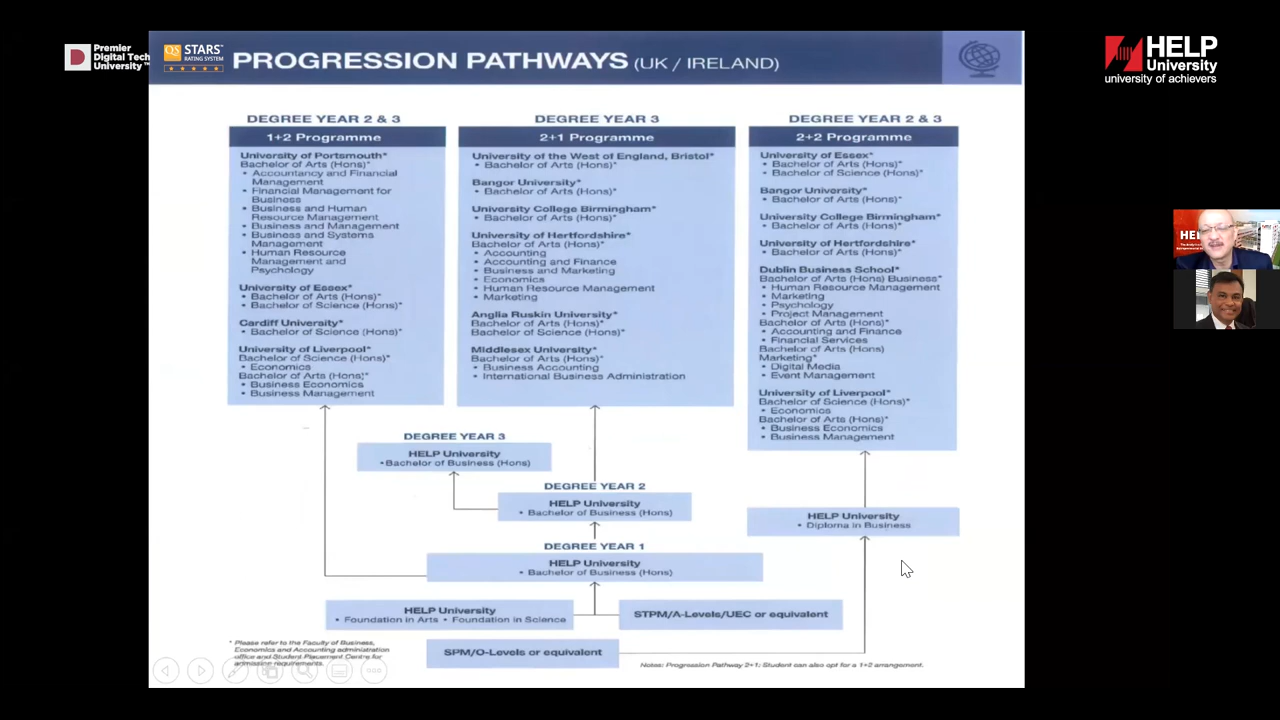 Premier
Digital Tech
University™
QS STARS™
RATING SYSTEM
PROGRESSION PATHWAYS (UK / IRELAND)
HELP
University
university of achievers
DEGREE YEAR 2 & 3
1+2 Programme
University of Portsmouth*
Bachelor of Arts (Hons)*
• Accountancy and Financial
Management
• Financial Management for
Business
• Business and Human
Resource Management
• Business and Management
• Business and Systems
Management
• Human Resource
Management and
Psychology
University of Essex*
• Bachelor of Arts (Hons)*
• Bachelor of Science (Hons)*
Cardiff University*
• Bachelor of Science (Hons)*
University of Liverpool*
Bachelor of Science (Hons)*
• Economics
Bachelor of Arts (Hons)*
• Business Economics
• Business Management
DEGREE YEAR 3
2+1 Programme
University of the West of England, Bristol*
• Bachelor of Arts (Hons)*
Bangor University*
• Bachelor of Arts (Hons)*
University College Birmingham*
• Bachelor of Arts (Hons)*
University of Hertfordshire*
Bachelor of Arts (Hons)*
• Accounting
• Accounting and Finance
• Business and Marketing
• Economics
• Human Resource Management
• Marketing
Anglia Ruskin University*
Bachelor of Arts (Hons)*
Bachelor of Science (Hons)*
Middlesex University*
Bachelor of Arts (Hons)*
• Business Accounting
• International Business Administration
DEGREE YEAR 2 & 3
2+2 Programme
University of Essex*
• Bachelor of Arts (Hons)*
• Bachelor of Science (Hons)*
Bangor University*
• Bachelor of Arts (Hons)*
University College Birmingham*
• Bachelor of Arts (Hons)*
University of Hertfordshire*
• Bachelor of Arts (Hons)*
Dublin Business School*
Bachelor of Arts (Hons) Business*
• Human Resource Management
• Marketing
• Psychology
• Project Management
Bachelor of Arts (Hons)*
• Accounting and Finance
• Financial Services
Bachelor of Arts (Hons)
Marketing*
• Digital Media
• Event Management
University of Liverpool*
Bachelor of Science (Hons)*
• Economics
Bachelor of Arts (Hons)*
• Business Economics
• Business Management
DEGREE YEAR 3
HELP University
• Bachelor of Business (Hons)
DEGREE YEAR 2
HELP University
• Bachelor of Business (Hons)
HELP University
• Diploma in Business
DEGREE YEAR 1
HELP University
• Bachelor of Business (Hons)
HELP University
• Foundation in Arts • Foundation in Science
STPM/A-Levels/UEC or equivalent
SPM/O-Levels or equivalent
* Please refer to the Faculty of Business,
Economics and Accounting administration
office and Student Placement Centre for
admission requirements.
Notes: Progression Pathway 2+1; Student can also opt for a 1+2 arrangement.